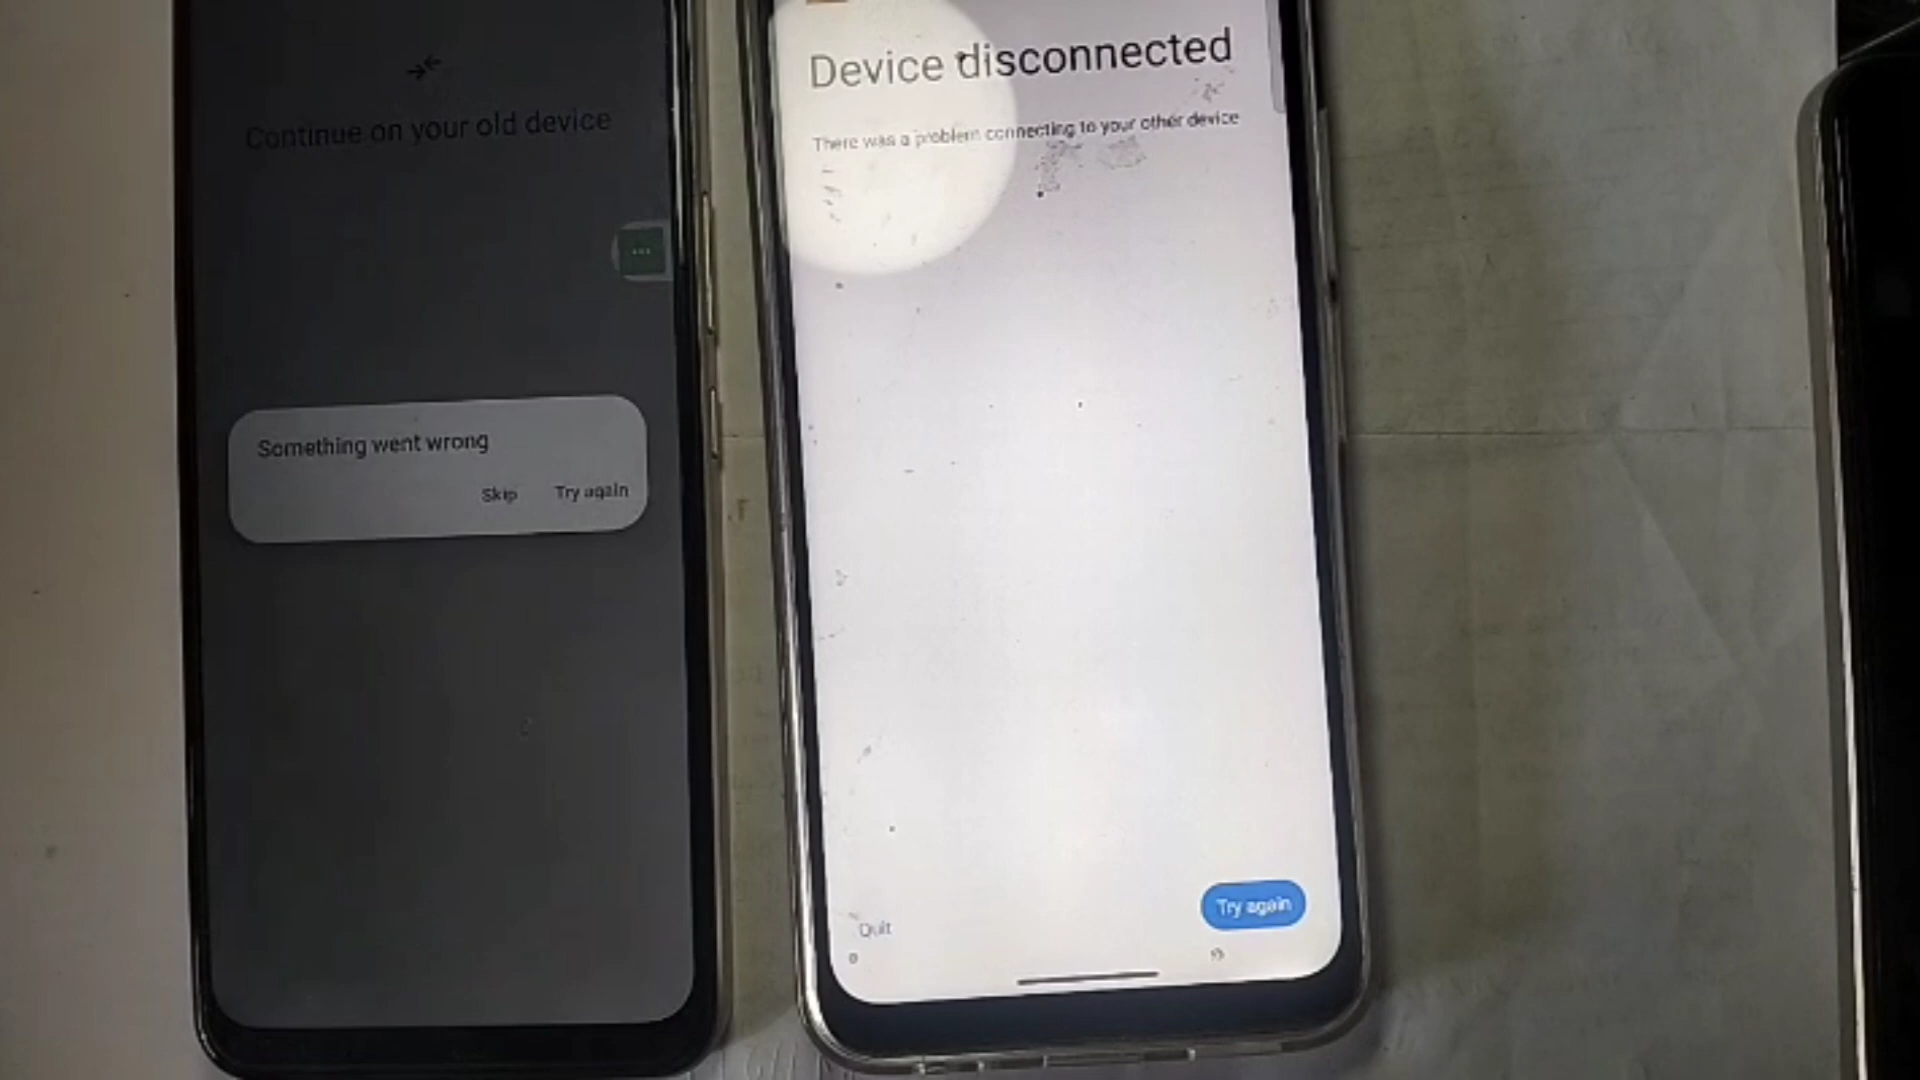 Continue on your old device
Something went wrong
Skip Try again
Device disconnected
There was a problem connecting to your other device
Quit
Try again